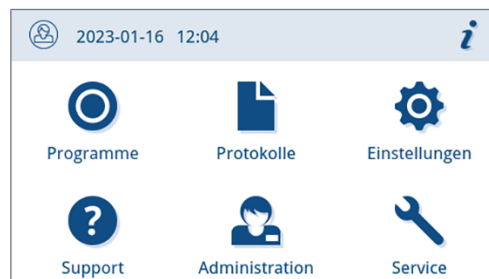 2023-01-16 12:04 i
Programme Protokolle Einstellungen
? Support Administration Service